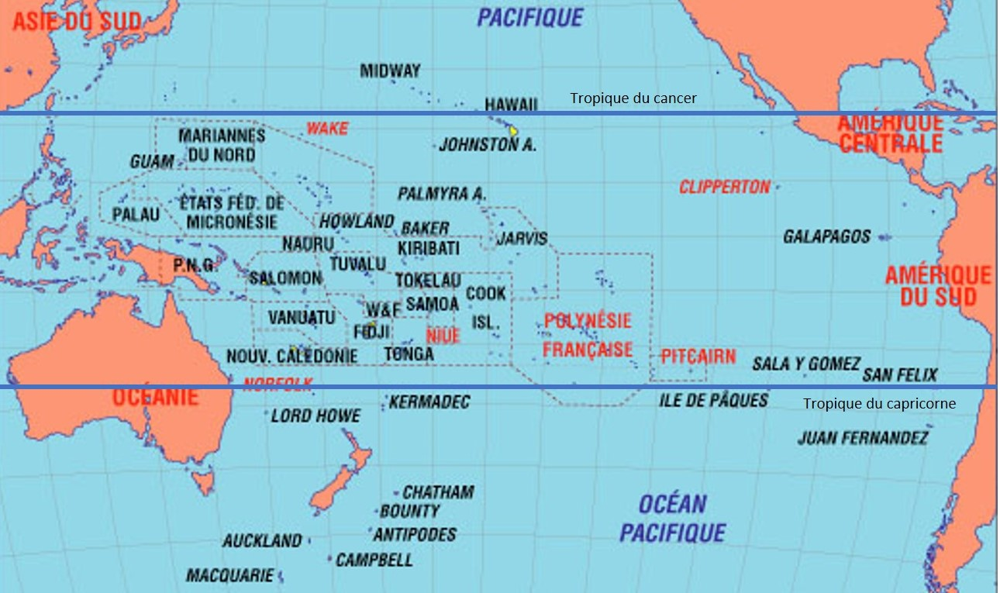 ASIE DU SUD
PACIFIQUE
MIDWAY
HAWAII
Tropique du cancer
WAKE
AMÉRIQUE
CENTRALE
MARIANNES
DU NORD
JOHNSTON A.
GUAM
CLIPPERTON
PALMYRA A.
ÉTATS FÉD. DE
MICRONÉSIE
PALAU
HOWLAND
BAKER
JARVIS
GALAPAGOS
NAURU
KIRIBATI
P.N.G.
TUVALU
SALOMON
TOKELAU
AMÉRIQUE
DU SUD
COOK
ISL.
SAMOA
W&F
VANUATU
POLYNÉSIE
FRANÇAISE
FIDJI
NIUE
NOUV. CALÉDONIE
TONGA
PITCAIRN
SALA Y GOMEZ
SAN FELIX
NORFOLK
OCÉANIE
KERMADEC
ILE DE PÂQUES
Tropique du capricorne
LORD HOWE
JUAN FERNANDEZ
CHATHAM
BOUNTY
OCÉAN
PACIFIQUE
ANTIPODES
AUCKLAND
CAMPBELL
MACQUARIE